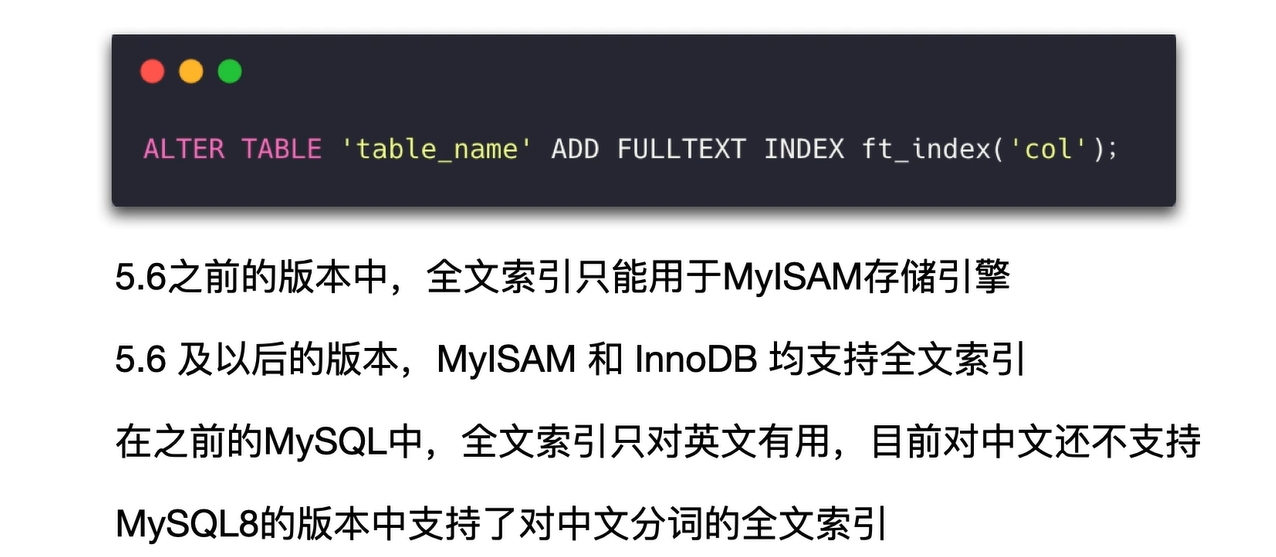 ALTER TABLE 'table_name' ADD FULLTEXT INDEX ft_index('col');
5.6之前的版本中，全文索引只能用于MyISAM存储引擎
5.6 及以后的版本，MyISAM 和 InnoDB 均支持全文索引
在之前的MySQL中，全文索引只对英文有用，目前对中文还不支持
MySQL8的版本中支持了对中文分词的全文索引